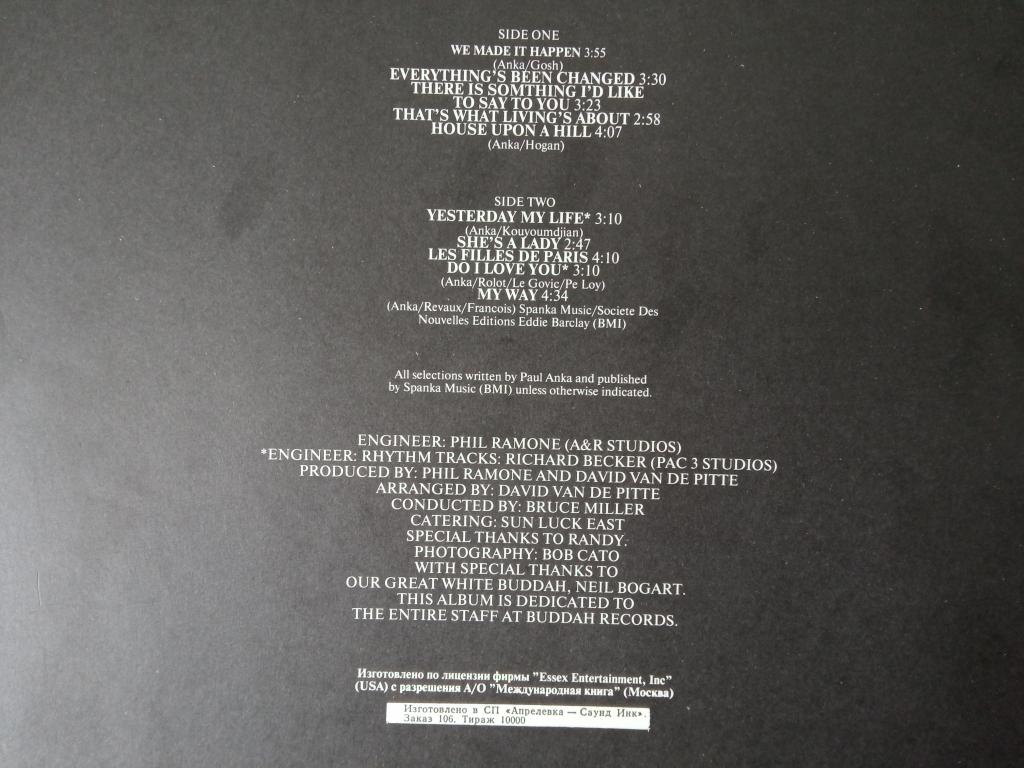 SIDE ONE
WE MADE IT HAPPEN 3:55
(Anka/Gosh)
EVERYTHING'S BEEN CHANGED 3:30
THERE IS SOMTHING I'D LIKE
TO SAY TO YOU 3:23
THAT'S WHAT LIVING'S ABOUT 2:58
HOUSE UPON A HILL 4:07
(Anka/Hogan)
SIDE TWO
YESTERDAY MY LIFE* 3:10
(Anka/Kouyoumdjian)
SHE'S A LADY 2:47
LES FILLES DE PARIS 4:10
DO I LOVE YOU* 3:10
(Anka/Rolot/Le Govic/Pe Loy)
MY WAY 4:34
(Anka/Revaux/Francois) Spanka Music/Societe Des
Nouvelles Editions Eddie Barclay (BMI)
All selections written by Paul Anka and published
by Spanka Music (BMI) unless otherwise indicated.
ENGINEER: PHIL RAMONE (A&R STUDIOS)
*ENGINEER: RHYTHM TRACKS: RICHARD BECKER (PAC 3 STUDIOS)
PRODUCED BY: PHIL RAMONE AND DAVID VAN DE PITTE
ARRANGED BY: DAVID VAN DE PITTE
CONDUCTED BY: BRUCE MILLER
CATERING: SUN LUCK EAST
SPECIAL THANKS TO RANDY.
PHOTOGRAPHY: BOB CATO
WITH SPECIAL THANKS TO
OUR GREAT WHITE BUDDAH, NEIL BOGART.
THIS ALBUM IS DEDICATED TO
THE ENTIRE STAFF AT BUDDAH RECORDS.
Изготовлено по лицензии фирмы "Essex Entertainment, Inc"
(USA) с разрешения А/О "Международная книга" (Москва)
Изготовлено в СП «Апрелевка — Саунд Инк».
Заказ 106. Тираж 10000